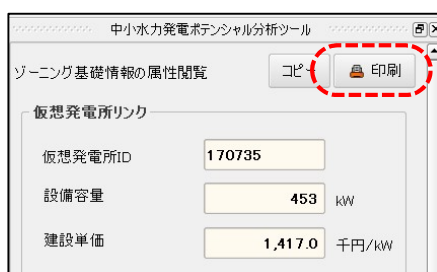 中小水力発電ポテンシャル分析ツール
ゾーニング基礎情報の属性閲覧 コピー 印刷
仮想発電所リンク
仮想発電所ID 170735
設備容量 453 kW
建設単価 1,417.0 千円/kW